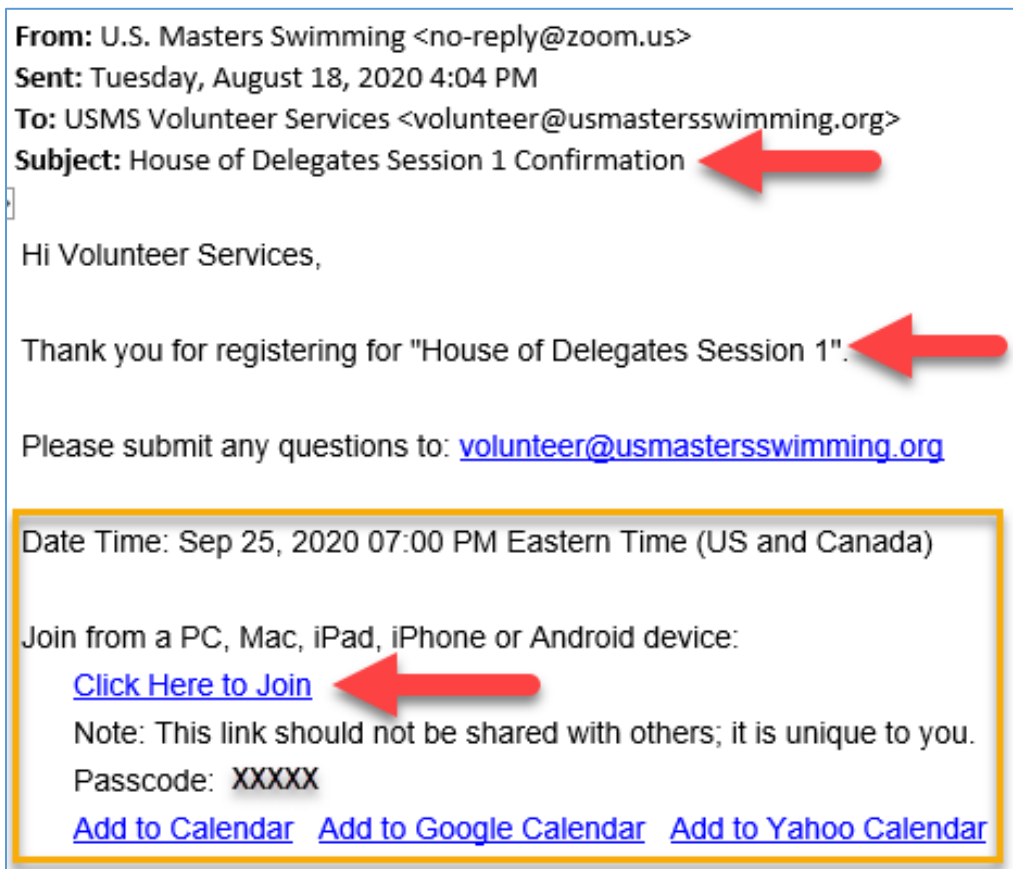 From: U.S. Masters Swimming <no-reply@zoom.us>
Sent: Tuesday, August 18, 2020 4:04 PM
To: USMS Volunteer Services <volunteer@usmastersswimming.org>
Subject: House of Delegates Session 1 Confirmation
Hi Volunteer Services,
Thank you for registering for "House of Delegates Session 1".
Please submit any questions to: volunteer@usmastersswimming.org
Date Time: Sep 25, 2020 07:00 PM Eastern Time (US and Canada)
Join from a PC, Mac, iPad, iPhone or Android device:
Click Here to Join
Note: This link should not be shared with others; it is unique to you.
Passcode: XXXXX
Add to Calendar Add to Google Calendar Add to Yahoo Calendar